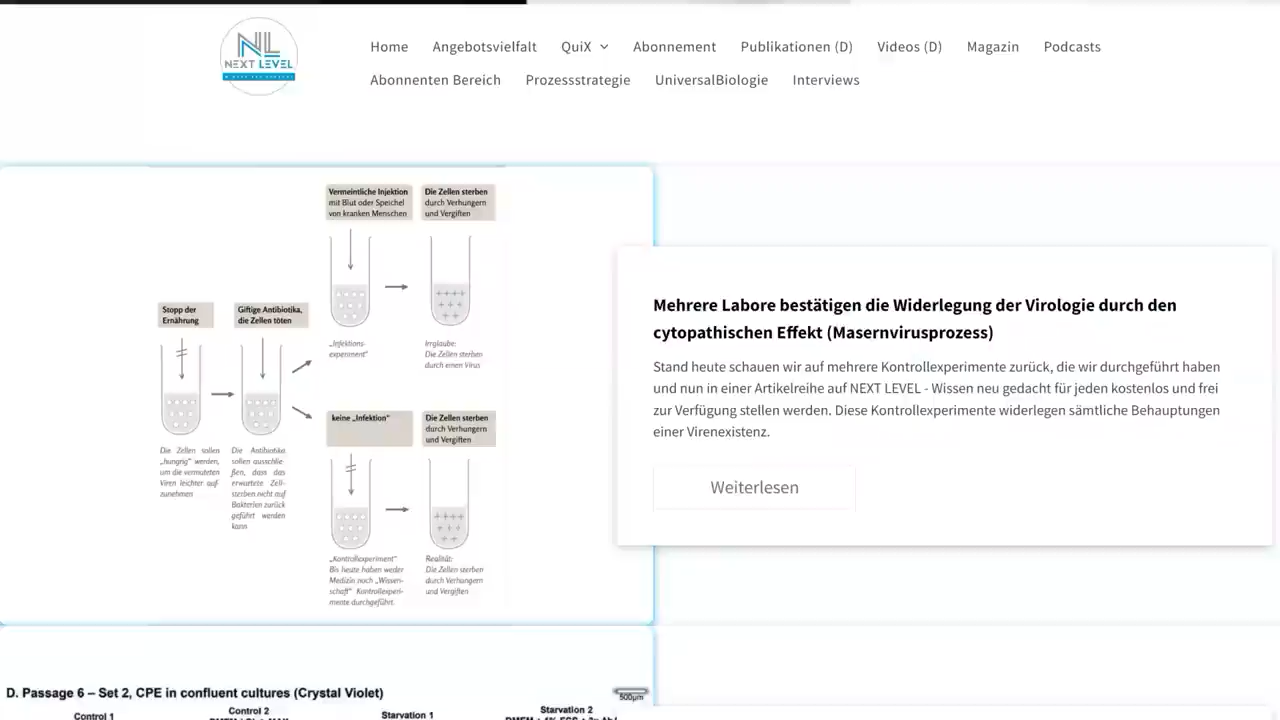 NL
NEXT LEVEL
Home Angebotsvielfalt QuiX Abonnement Publikationen (D) Videos (D) Magazin Podcasts
Abonnenten Bereich Prozessstrategie UniversalBiologie Interviews
Vermeintliche Injektion
mit Blut oder Speichel
von kranken Menschen
Die Zellen sterben
durch Verhungern
und Vergiften
Stopp der
Ernährung
Giftige Antibiotika,
die Zellen töten
„Infektions-
experiment"
Irrglaube:
Die Zellen sterben
durch einen Virus
keine „Infektion"
Die Zellen sterben
durch Verhungern
und Vergiften
Die Zellen sollen
„hungrig" werden,
um die vermuteten
Viren leichter auf-
zunehmen
Die Antibiotika
sollen ausschlie
ßen, dass das
erwartete Zell-
sterben nicht auf
Bakterien zurück
geführt werden
kann
„Kontrollexperiment"
Bis heute haben weder
Medizin noch „Wissen-
schaft" Kontrollexperi-
mente durchgeführt.
Realität:
Die Zellen sterben
durch Verhungern
und Vergiften
Mehrere Labore bestätigen die Widerlegung der Virologie durch den
cytopathischen Effekt (Masernvirusprozess)
Stand heute schauen wir auf mehrere Kontrollexperimente zurück, die wir durchgeführt haben
und nun in einer Artikelreihe auf NEXT LEVEL - Wissen neu gedacht für jeden kostenlos und frei
zur Verfügung stellen werden. Diese Kontrollexperimente widerlegen sämtliche Behauptungen
einer Virenexistenz.
Weiterlesen
D. Passage 6 – Set 2, CPE in confluent cultures (Crystal Violet)
500µm
Control 1
Control 2
Starvation 1
Starvation 2